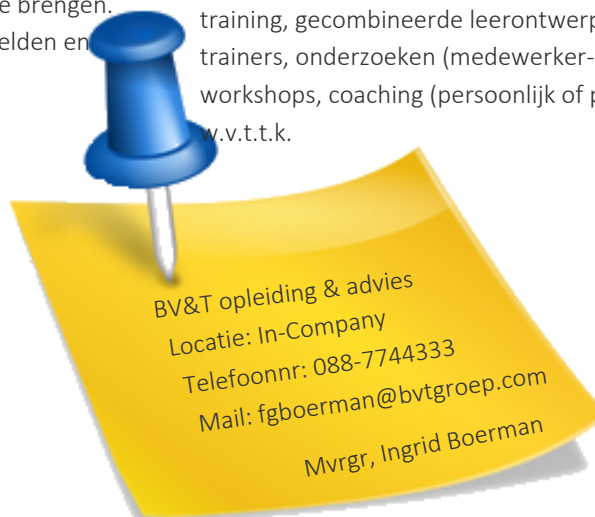 e brengen.
elden en
training, gecombineerde leerontwerp
trainers, onderzoeken (medewerker-
workshops, coaching (persoonlijk of p
w.v.t.t.k.
BV&T opleiding & advies
Locatie: In-Company
Telefoonnr: 088-7744333
Mail: fgboerman@bvtgroep.com
Mvrgr, Ingrid Boerman